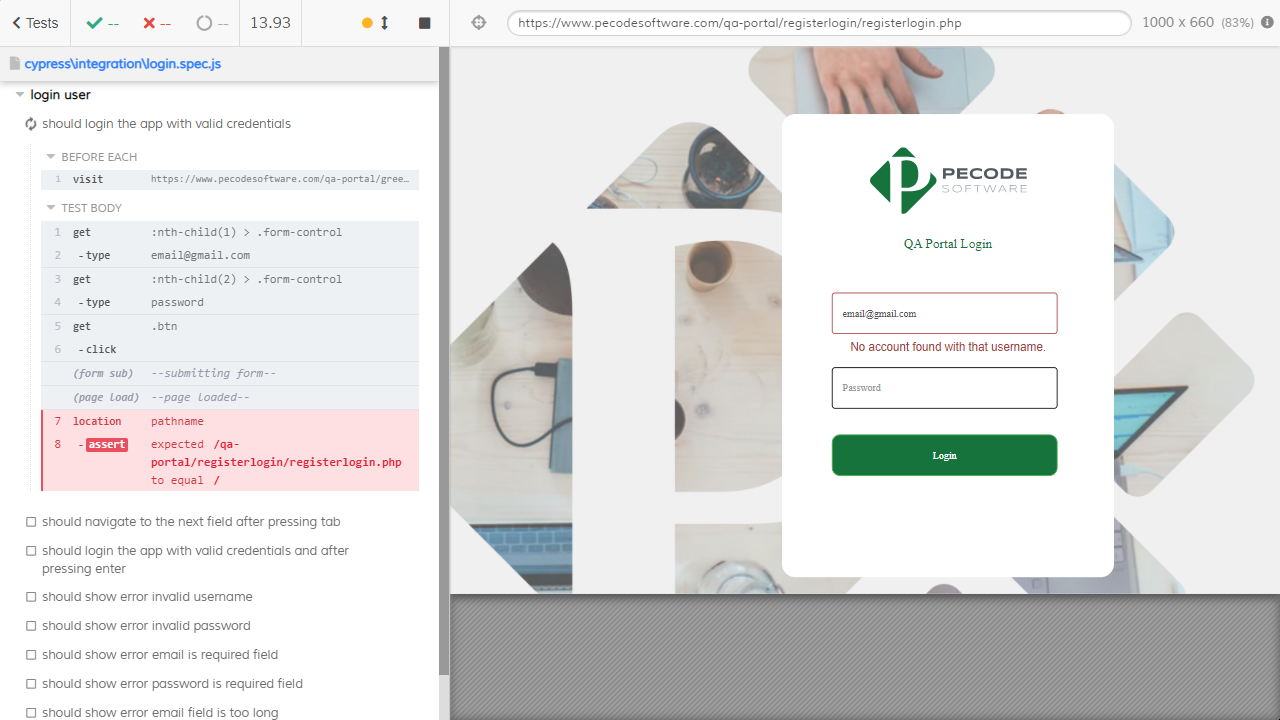 Tests
--
--
--
13.93
https://www.pecodesoftware.com/qa-portal/registerlogin/registerlogin.php
1000 x 660 (83%)
cypress\integration\login.spec.js
login user
should login the app with valid credentials
BEFORE EACH
1 visit https://www.pecodesoftware.com/qa-portal/gree…
TEST BODY
1 get :nth-child(1) > .form-control
2 -type email@gmail.com
3 get :nth-child(2) > .form-control
4 -type password
5 get .btn
6 -click
(form sub) --submitting form--
(page load) --page loaded--
7 location pathname
8 -assert expected /qa-
portal/registerlogin/registerlogin.php
to equal /
should navigate to the next field after pressing tab
should login the app with valid credentials and after
pressing enter
should show error invalid username
should show error invalid password
should show error email is required field
should show error password is required field
should show error email field is too long
PECODE
SOFTWARE
QA Portal Login
email@gmail.com
No account found with that username.
Password
Login